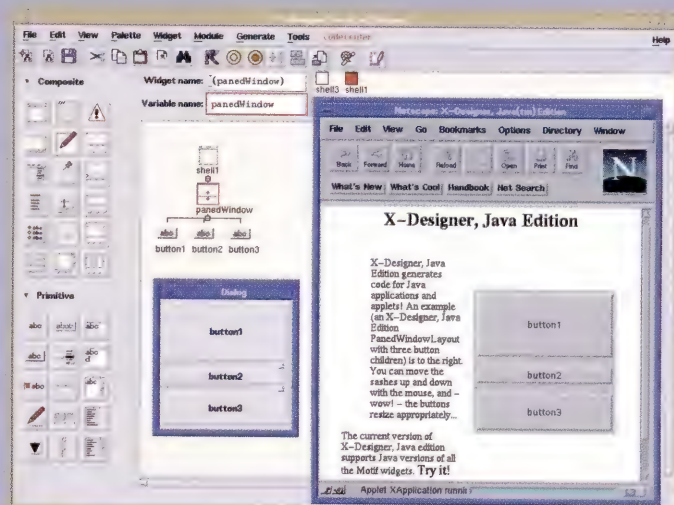 File Edit View Palette Widget Module Generate Tools codecenter Help
Composite
Widget name: (panedWindow)
Variable name: panedWindow
shell3 shell1
shell1
panedWindow
abc abc abc
button1 button2 button3
Dialog
button1
button2
button3
Primitive
Netscape: X-Designer, Java(tm) Edition
File Edit View Go Bookmarks Options Directory Window
Back Forward Home Reload Open Print Find
N
What's New What's Cool Handbook Net Search
X-Designer, Java Edition
X-Designer, Java
Edition generates
code for Java
applications and
applets! An example
(an X-Designer, Java
Edition
PanedWindowLayout
with three button
children) is to the right.
You can move the
sashes up and down
with the mouse, and -
wow! - the buttons
resize appropriately...
button1
button2
button3
The current version of
X-Designer, Java edition
supports Java versions of all
the Motif widgets. Try it!
Applet XApplication runni